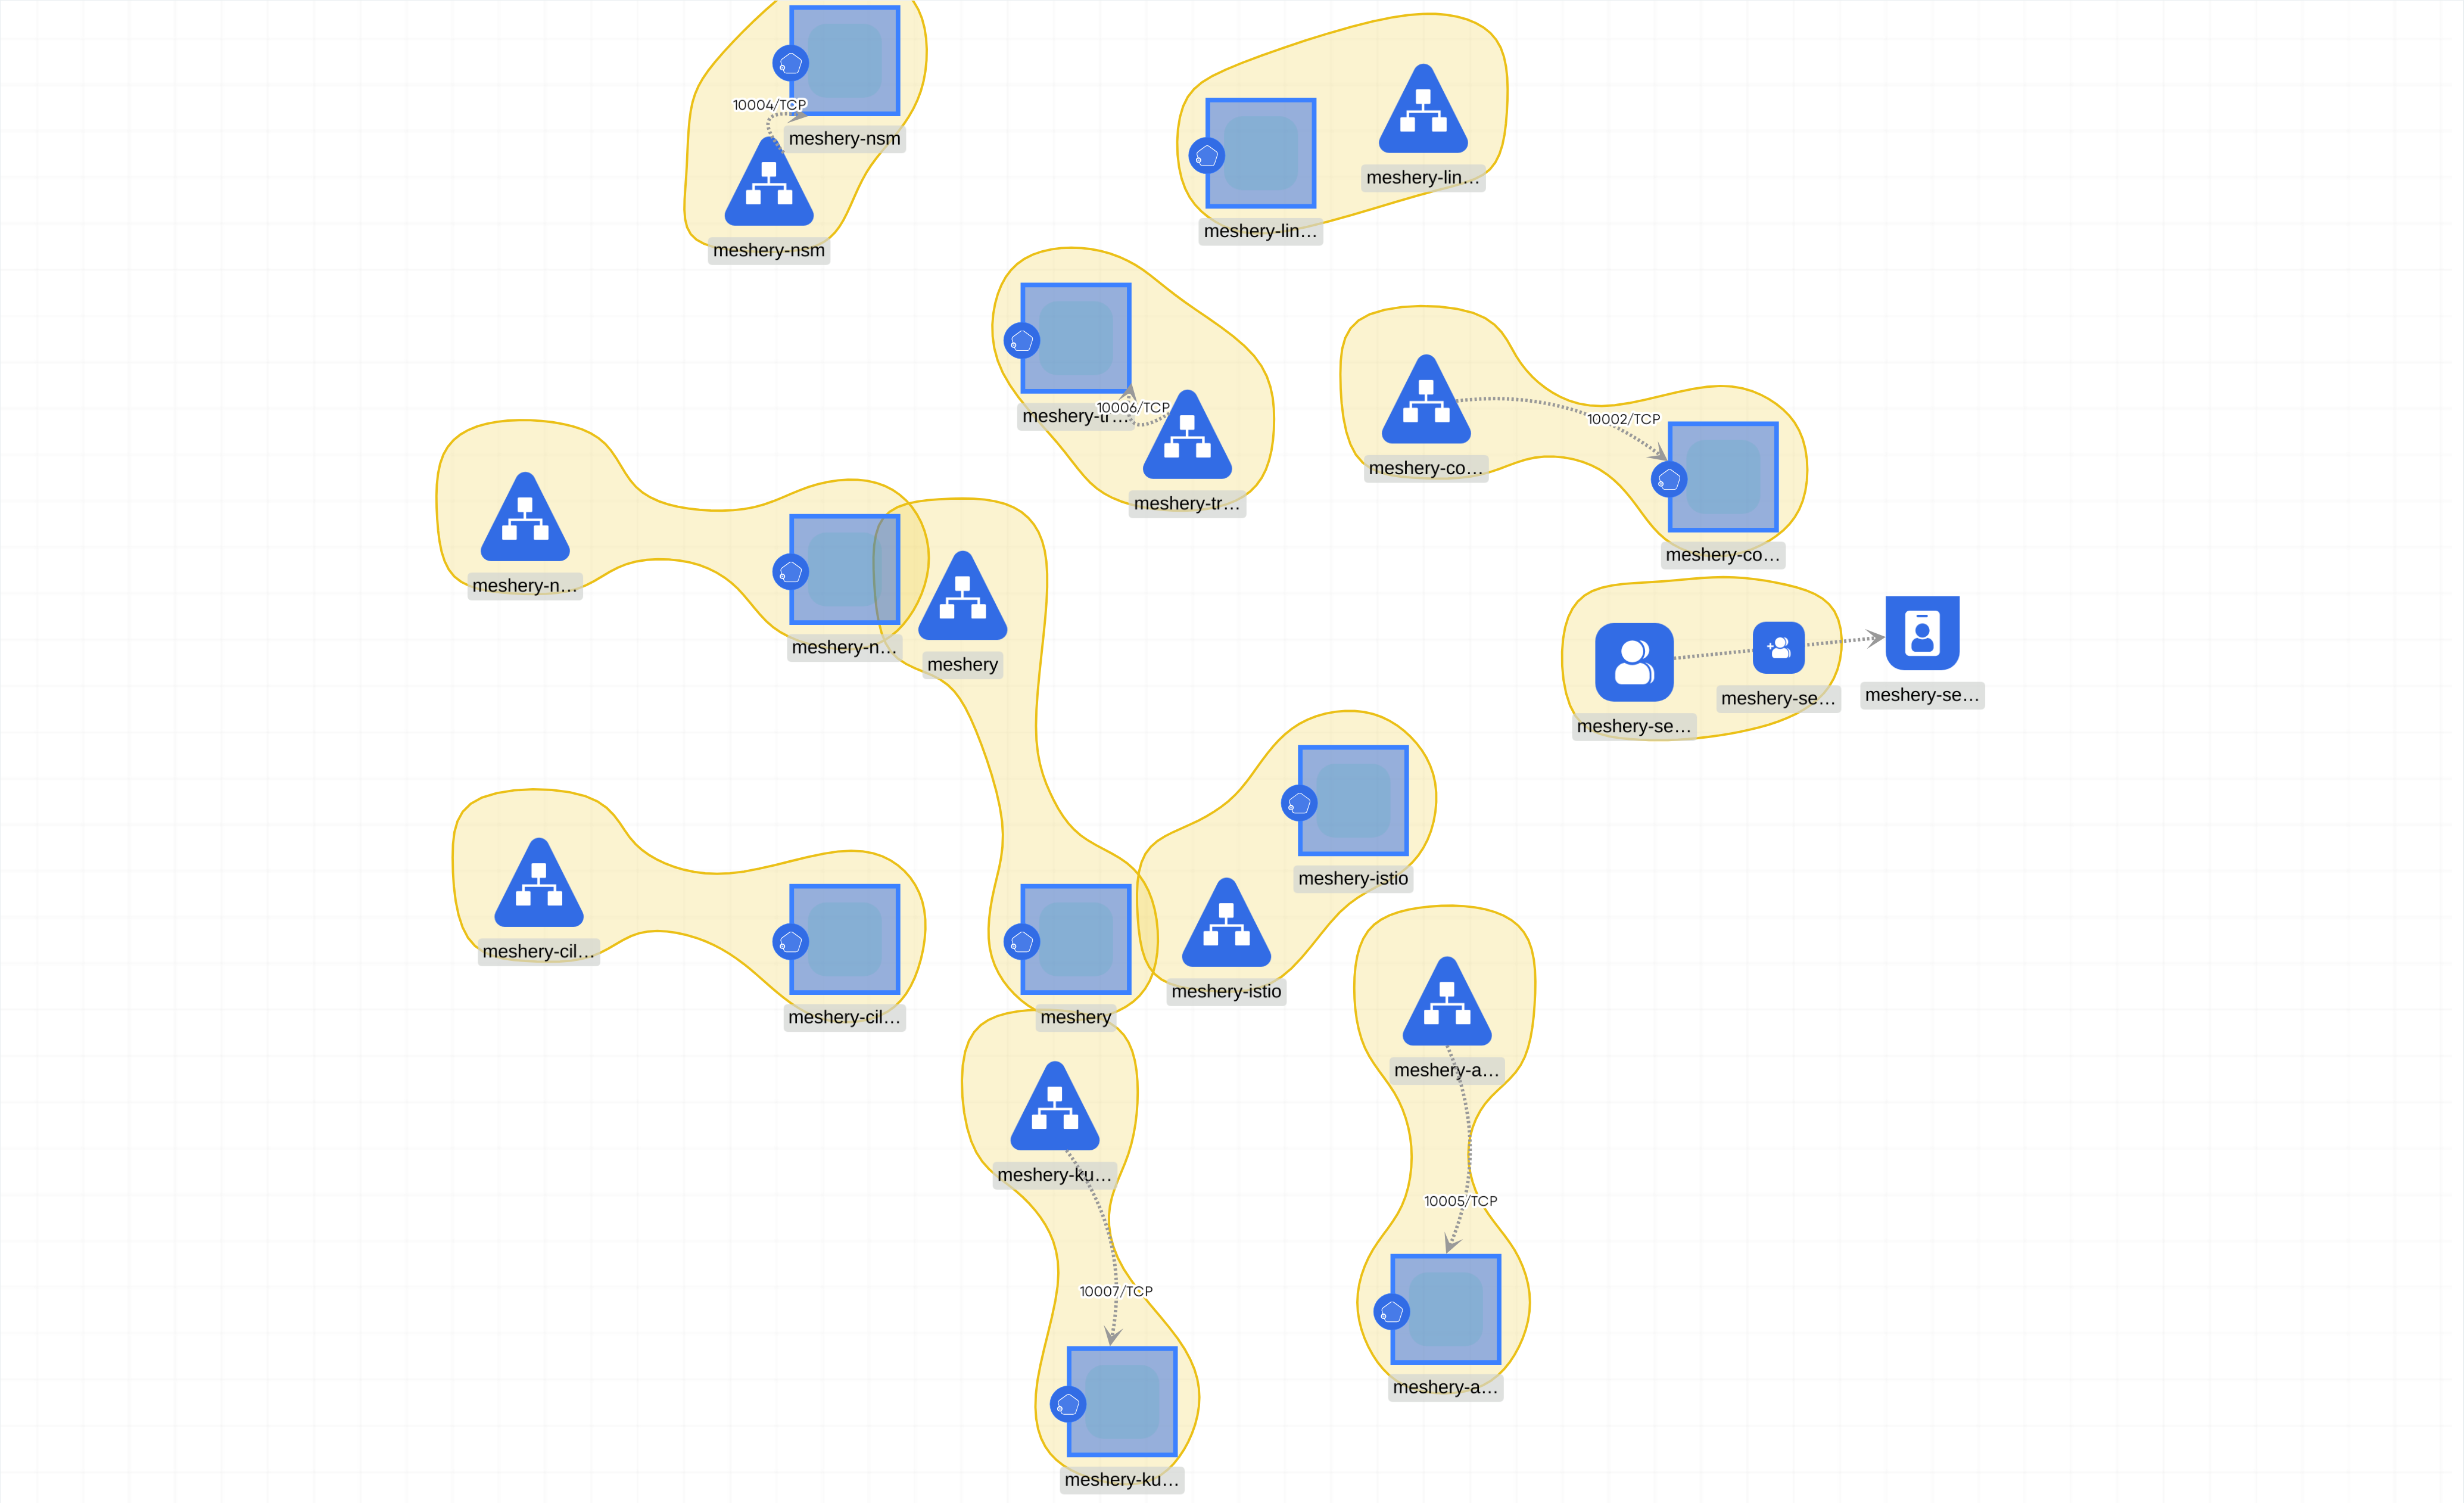 10004/TCP
meshery-nsm
meshery-nsm
meshery-lin…
meshery-lin…
meshery-tr…
10006/TCP
meshery-tr…
10002/TCP
meshery-co…
meshery-co…
meshery-n…
meshery-n…
meshery
meshery-se…
meshery-se…
meshery-se…
meshery-istio
meshery-istio
meshery-cil…
meshery-cil…
meshery
meshery-a…
10005/TCP
meshery-a…
meshery-ku…
10007/TCP
meshery-ku…